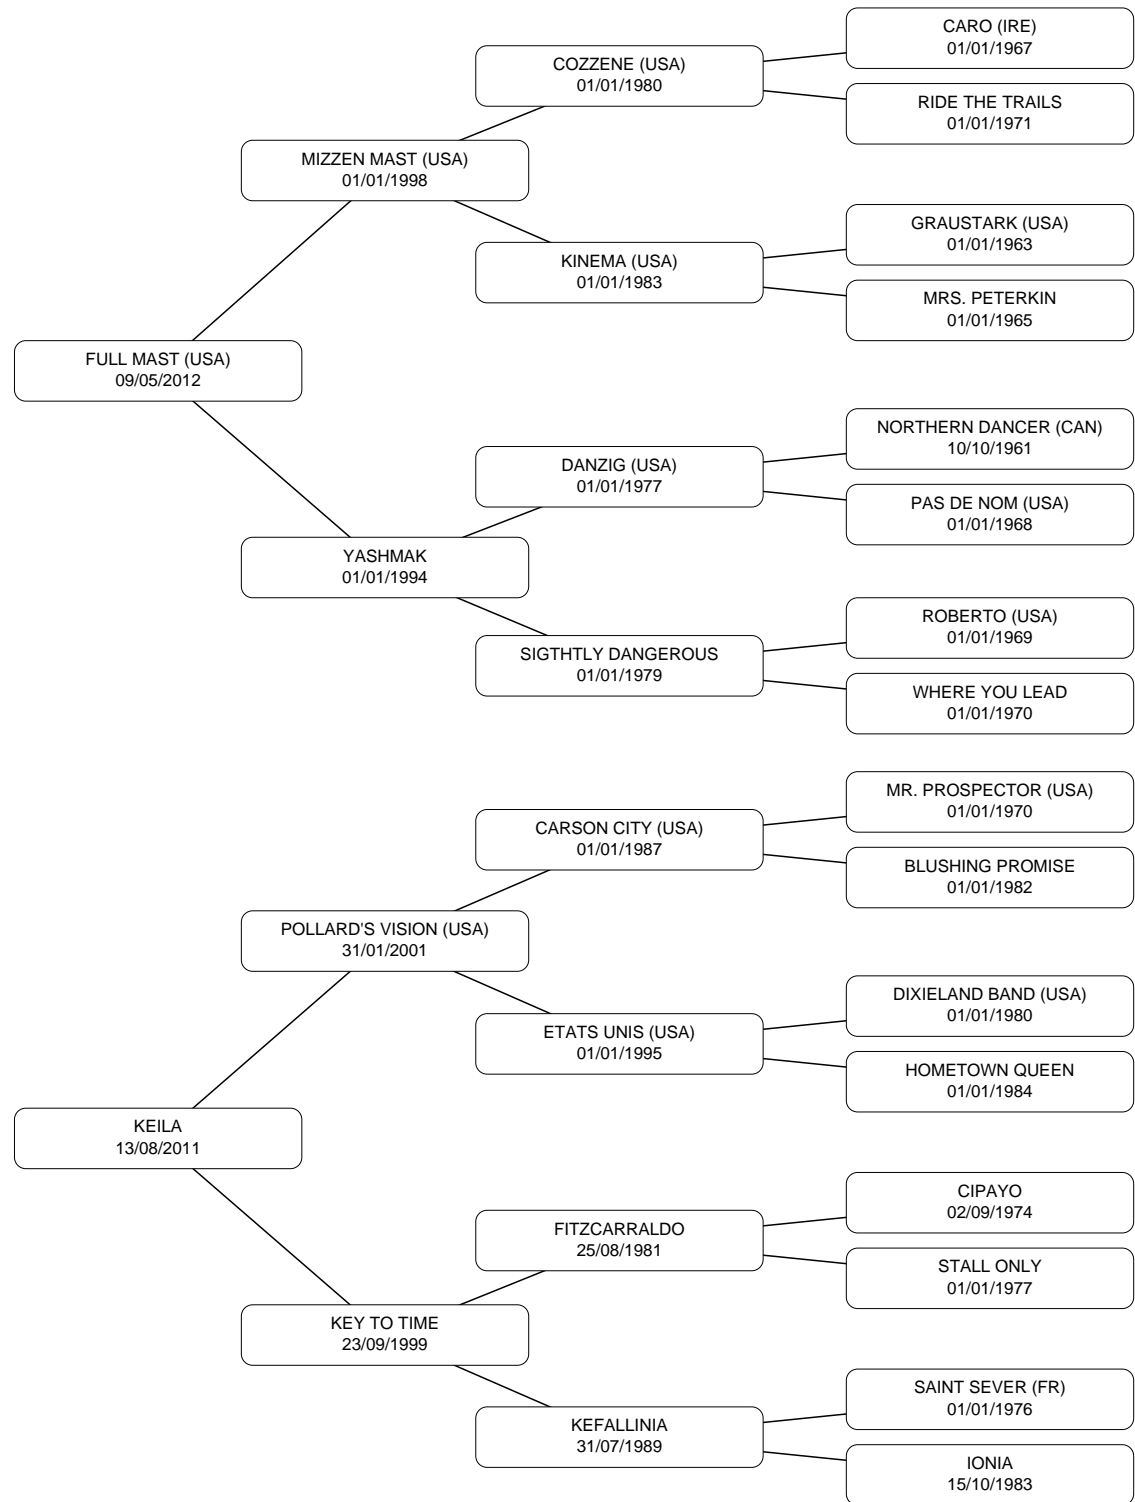 CARO (IRE)
01/01/1967
COZZENE (USA)
01/01/1980
RIDE THE TRAILS
01/01/1971
MIZZEN MAST (USA)
01/01/1998
GRAUSTARK (USA)
01/01/1963
KINEMA (USA)
01/01/1983
MRS. PETERKIN
01/01/1965
FULL MAST (USA)
09/05/2012
NORTHERN DANCER (CAN)
10/10/1961
DANZIG (USA)
01/01/1977
PAS DE NOM (USA)
01/01/1968
YASHMAK
01/01/1994
ROBERTO (USA)
01/01/1969
SIGTHTLY DANGEROUS
01/01/1979
WHERE YOU LEAD
01/01/1970
MR. PROSPECTOR (USA)
01/01/1970
CARSON CITY (USA)
01/01/1987
BLUSHING PROMISE
01/01/1982
POLLARD'S VISION (USA)
31/01/2001
DIXIELAND BAND (USA)
01/01/1980
ETATS UNIS (USA)
01/01/1995
HOMETOWN QUEEN
01/01/1984
KEILA
13/08/2011
CIPAYO
02/09/1974
FITZCARRALDO
25/08/1981
STALL ONLY
01/01/1977
KEY TO TIME
23/09/1999
SAINT SEVER (FR)
01/01/1976
KEFALLINIA
31/07/1989
IONIA
15/10/1983